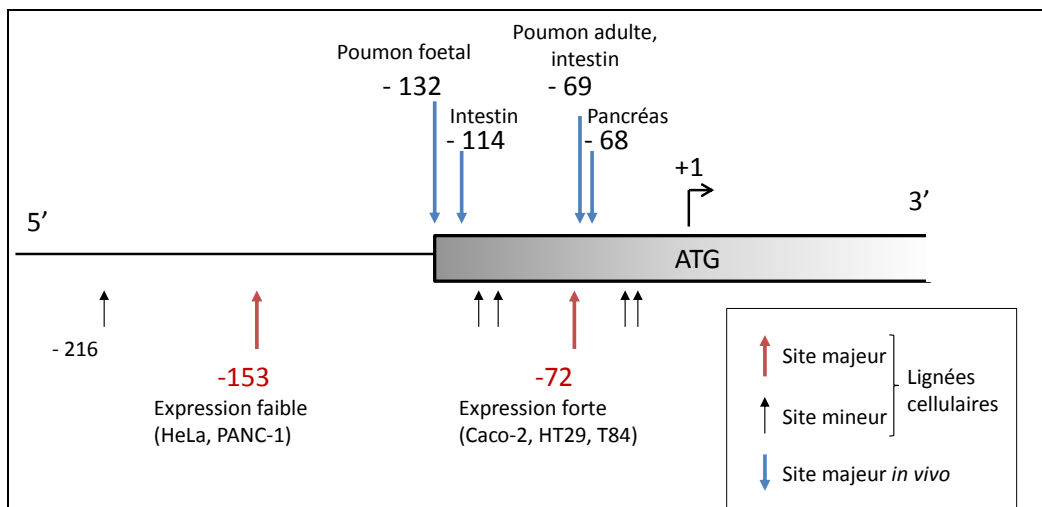 Poumon foetal
- 132
Poumon adulte,
intestin
- 69
Intestin
- 114
Pancréas
- 68
+1
5’
3’
ATG
- 216
-153
Expression faible
(HeLa, PANC-1)
-72
Expression forte
(Caco-2, HT29, T84)
Site majeur
Site mineur
Lignées
cellulaires
Site majeur in vivo